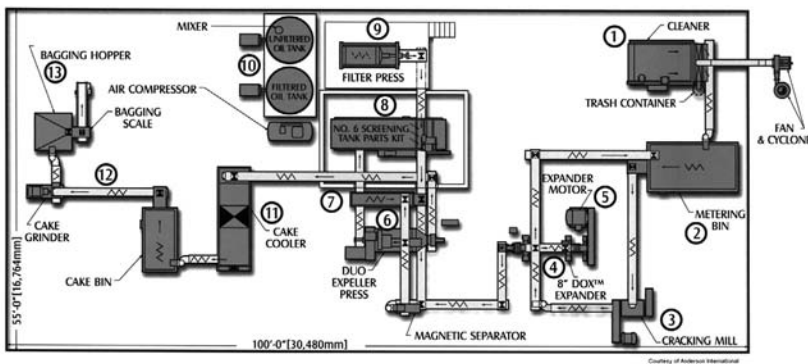 MIXER
UNFILTERED
OIL TANK
10
FILTERED
OIL TANK
AIR COMPRESSOR
BAGGING HOPPER
13
BAGGING
SCALE
12
CAKE
GRINDER
CAKE BIN
11
CAKE
COOLER
9
FILTER PRESS
8
NO. 6 SCREENING
TANK PARTS KIT
7
6
DUO
EXPELLER
PRESS
MAGNETIC SEPARATOR
EXPANDER
MOTOR
5
4
8" DOX™
EXPANDER
3
CRACKING MILL
1
CLEANER
TRASH CONTAINER
FAN
& CYCLONE
METERING
BIN
2
55'-0"[16,764mm]
100'-0"[30,480mm]
Courtesy of Anderson International